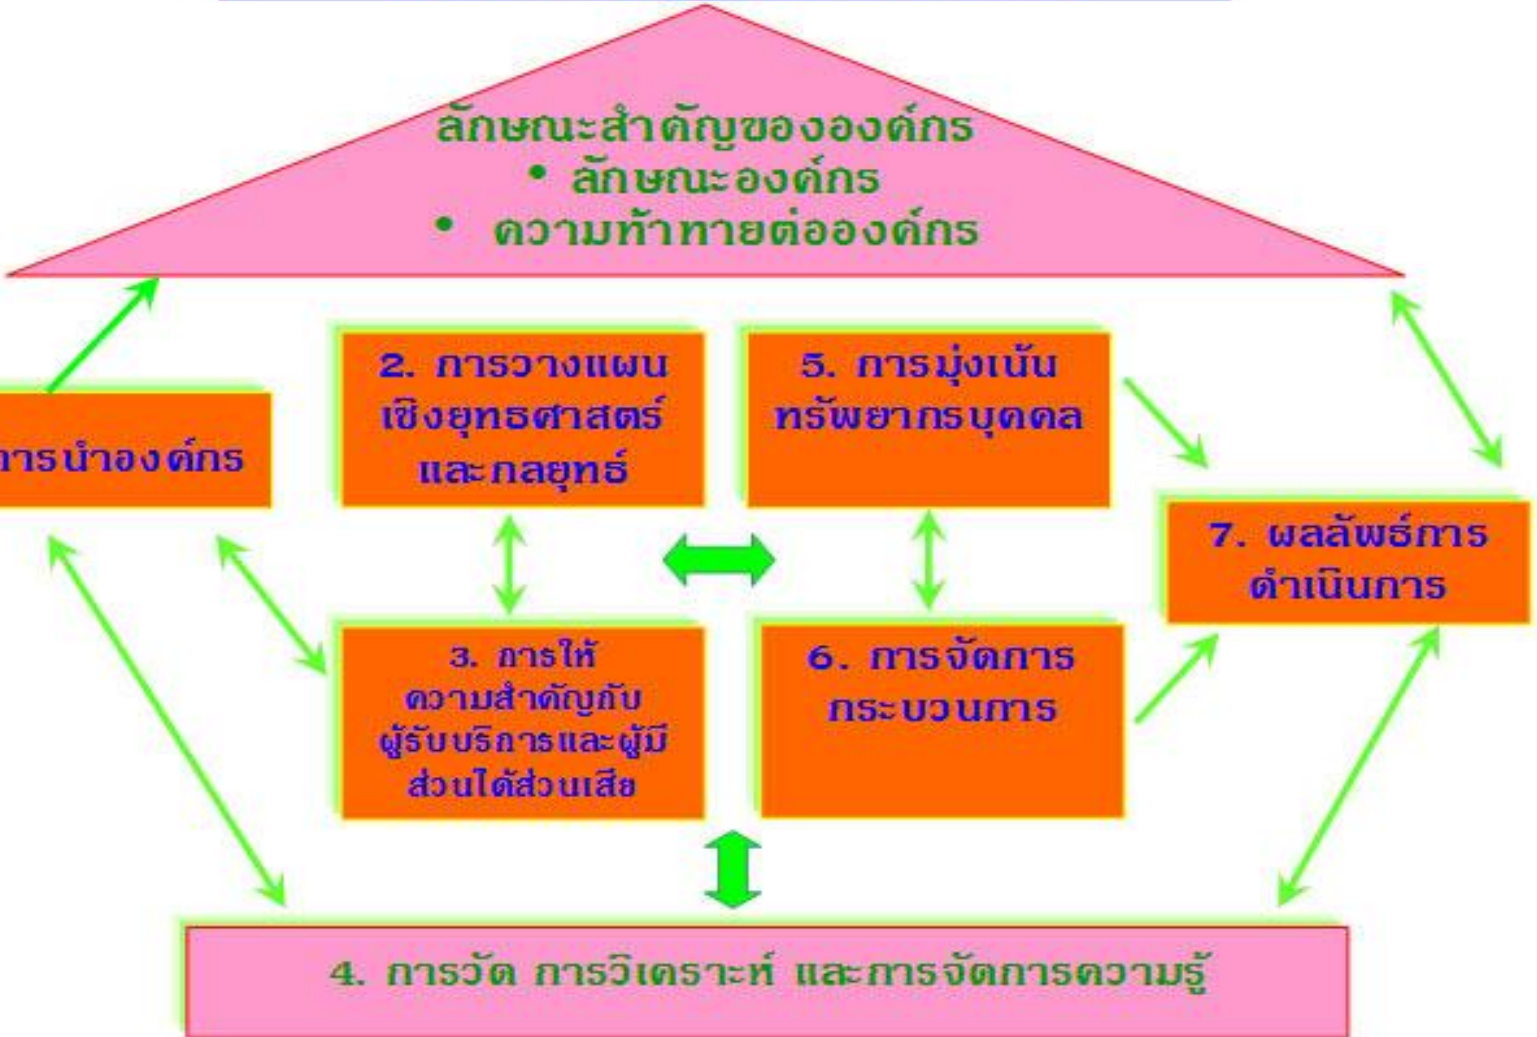 ลักษณะสำคัญขององค์กร
• ลักษณะองค์กร
• ความท้าทายต่อองค์กร
2. การวางแผน
เชิงยุทธศาสตร์
และกลยุทธ์
5. การมุ่งเน้น
ทรัพยากรบุคคล
การนำองค์กร
7. ผลลัพธ์การ
ดำเนินการ
3. การให้
ความสำคัญกับ
ผู้รับบริการและผู้มี
ส่วนได้ส่วนเสีย
6. การจัดการ
กระบวนการ
4. การวัด การวิเคราะห์ และการจัดการความรู้